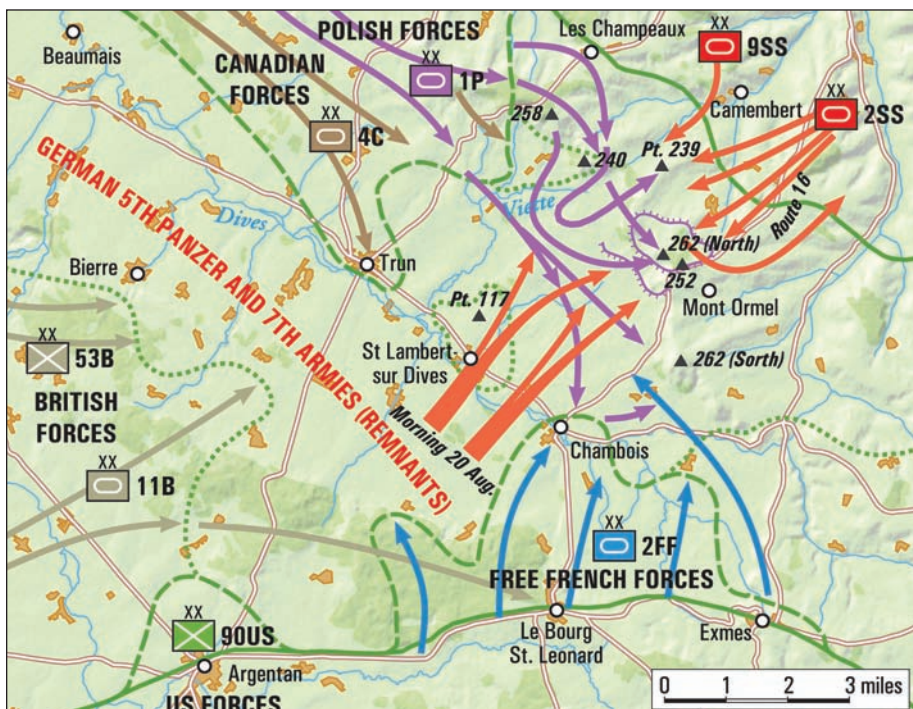 POLISH FORCES
Les Champeaux
XX
9SS
Beaumais
CANADIAN
FORCES
XX
1P
Camembert
XX
2SS
258
XX
4C
240
Pt. 239
GERMAN 5TH PANZER AND 7TH ARMIES (REMNANTS)
Dives
Viette
Route 16
262 (North)
Bierre
Trun
252
Pt. 117
Mont Ormel
XX
53B
St Lambert-
sur Dives
262 (Sorth)
BRITISH
FORCES
Morning 20 Aug.
Chambois
XX
11B
XX
2FF
FREE FRENCH FORCES
XX
90US
Le Bourg
St. Leonard
Exmes
Argentan
US FORCES
0 1 2 3 miles